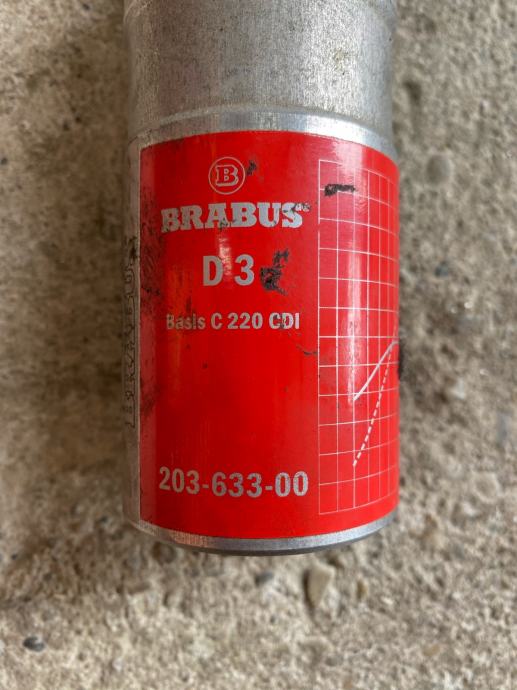 B
BRABUS
D 3
Basis C 220 CDI
203-633-00